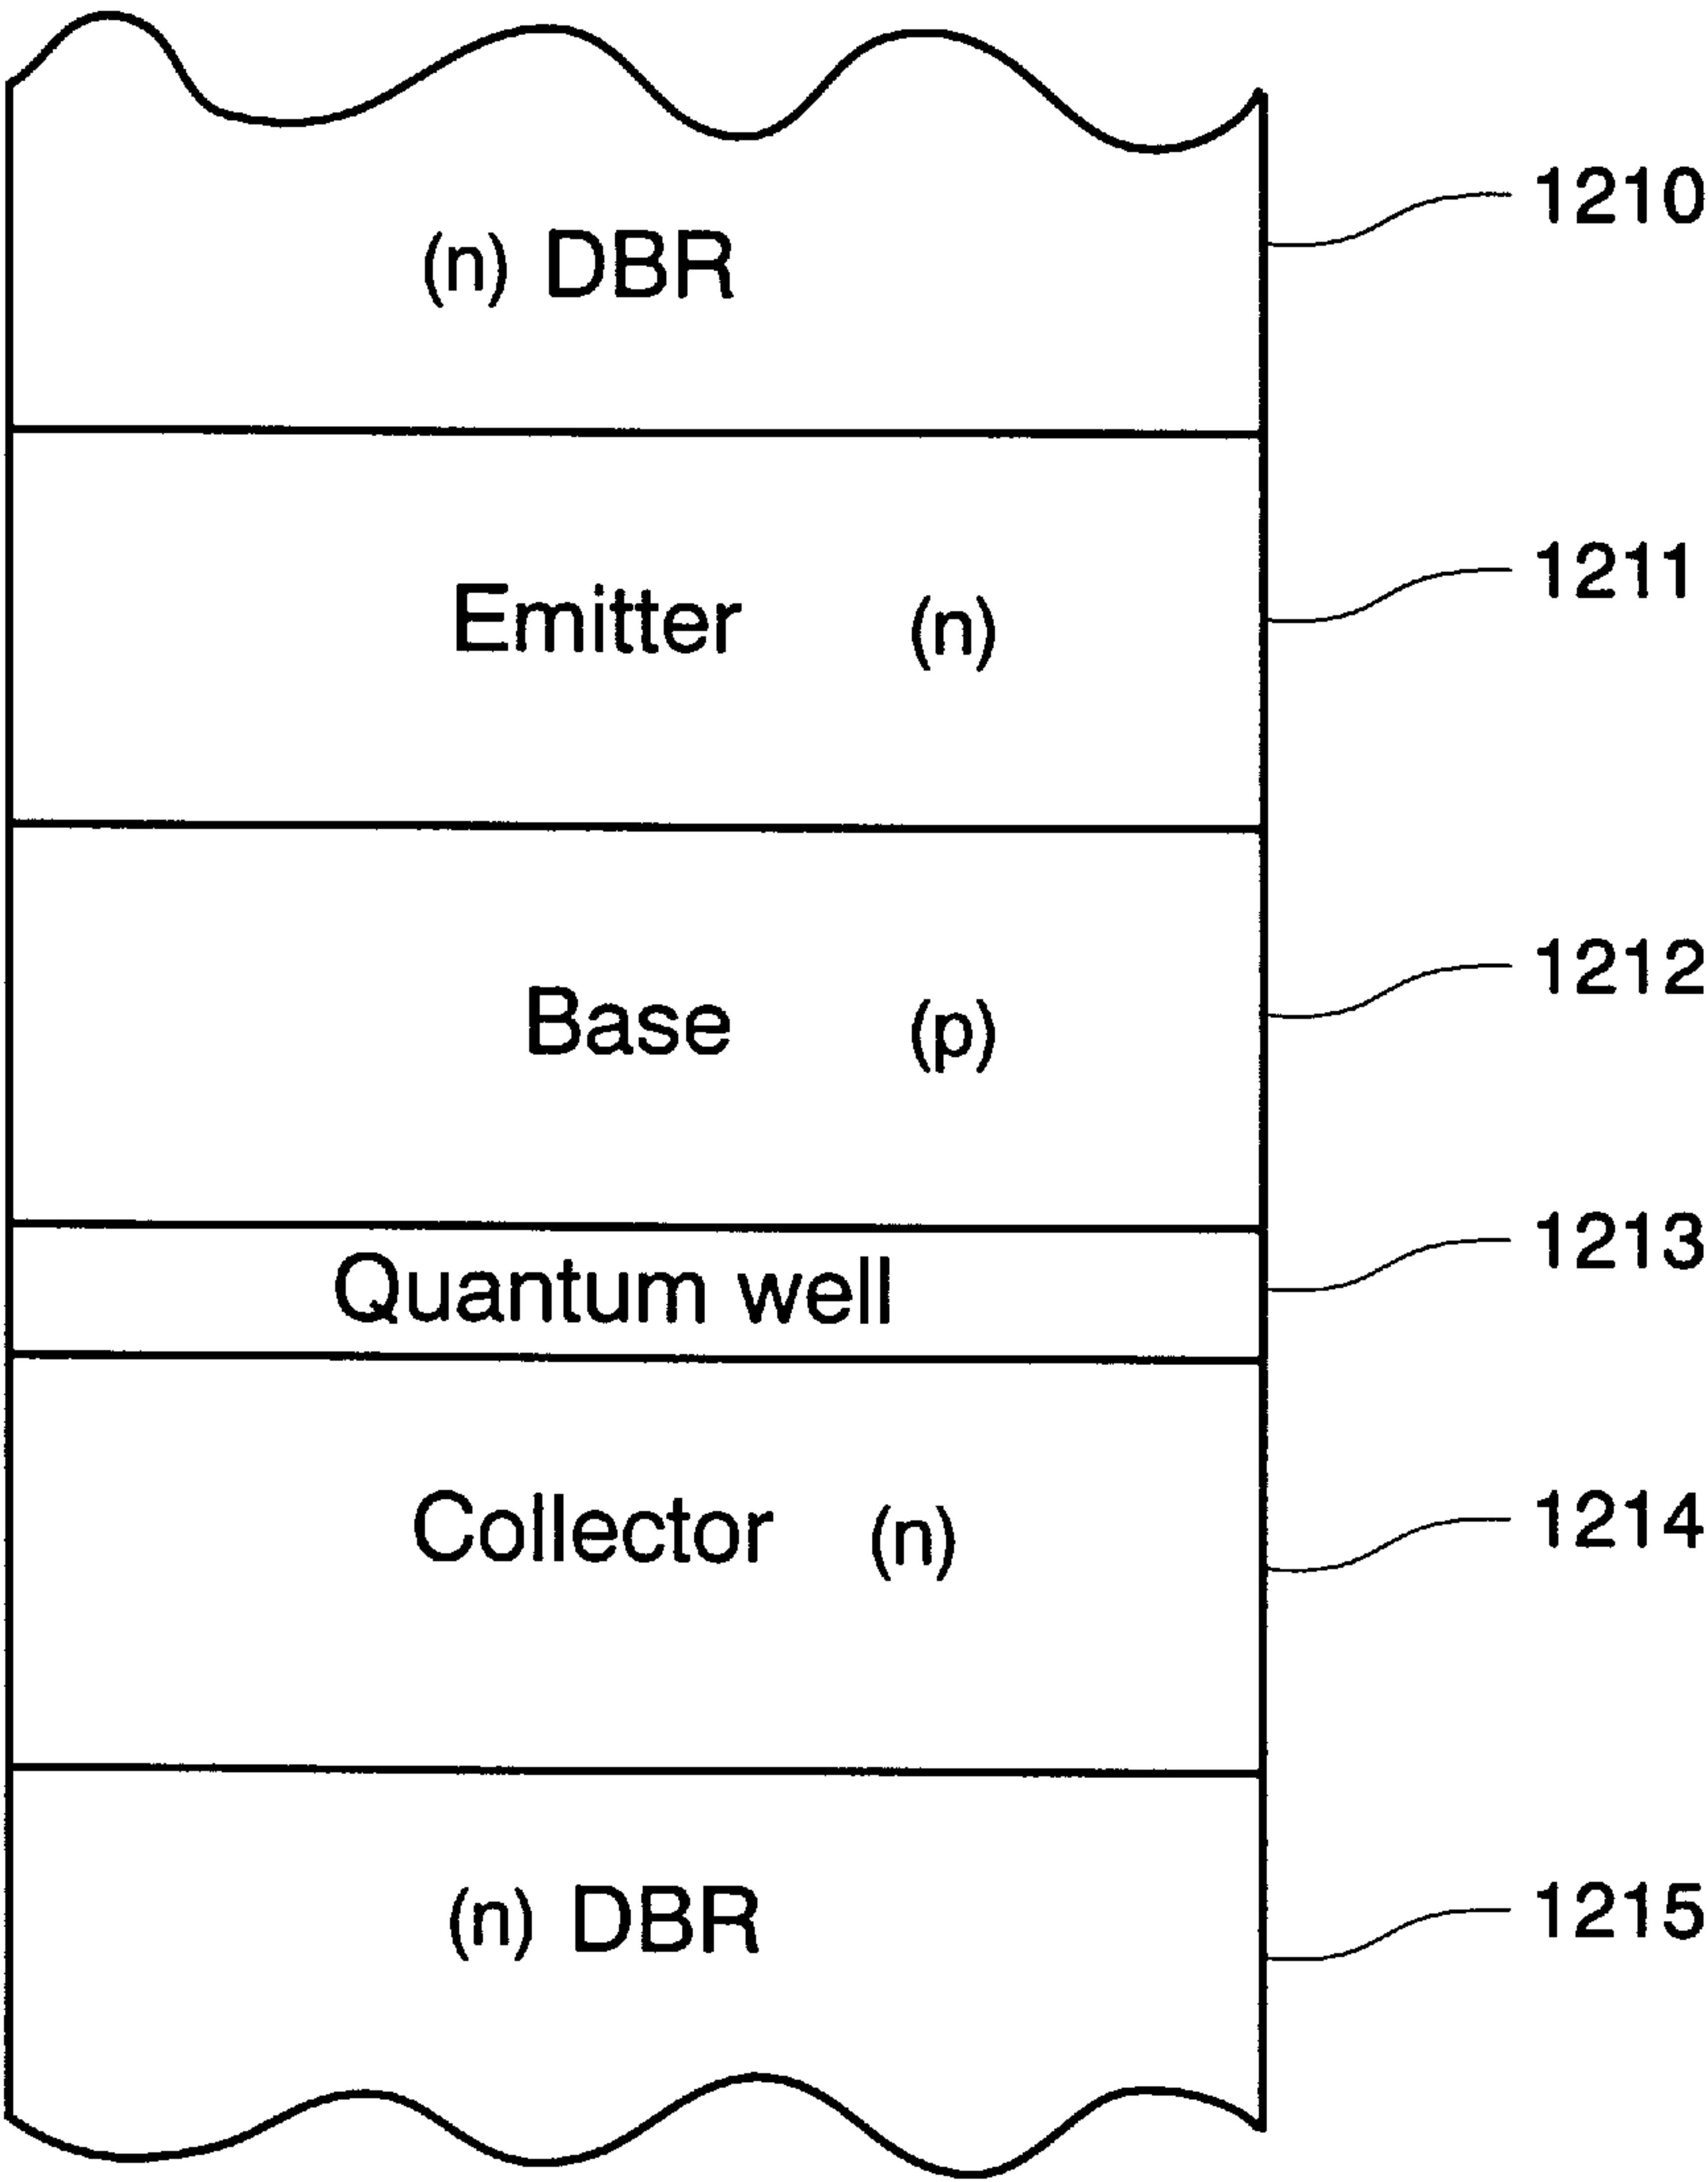 1210
(n) DBR
1211
Emitter (n)
1212
Base (p)
1213
Quantum well
1214
Collector (n)
1215
(n) DBR